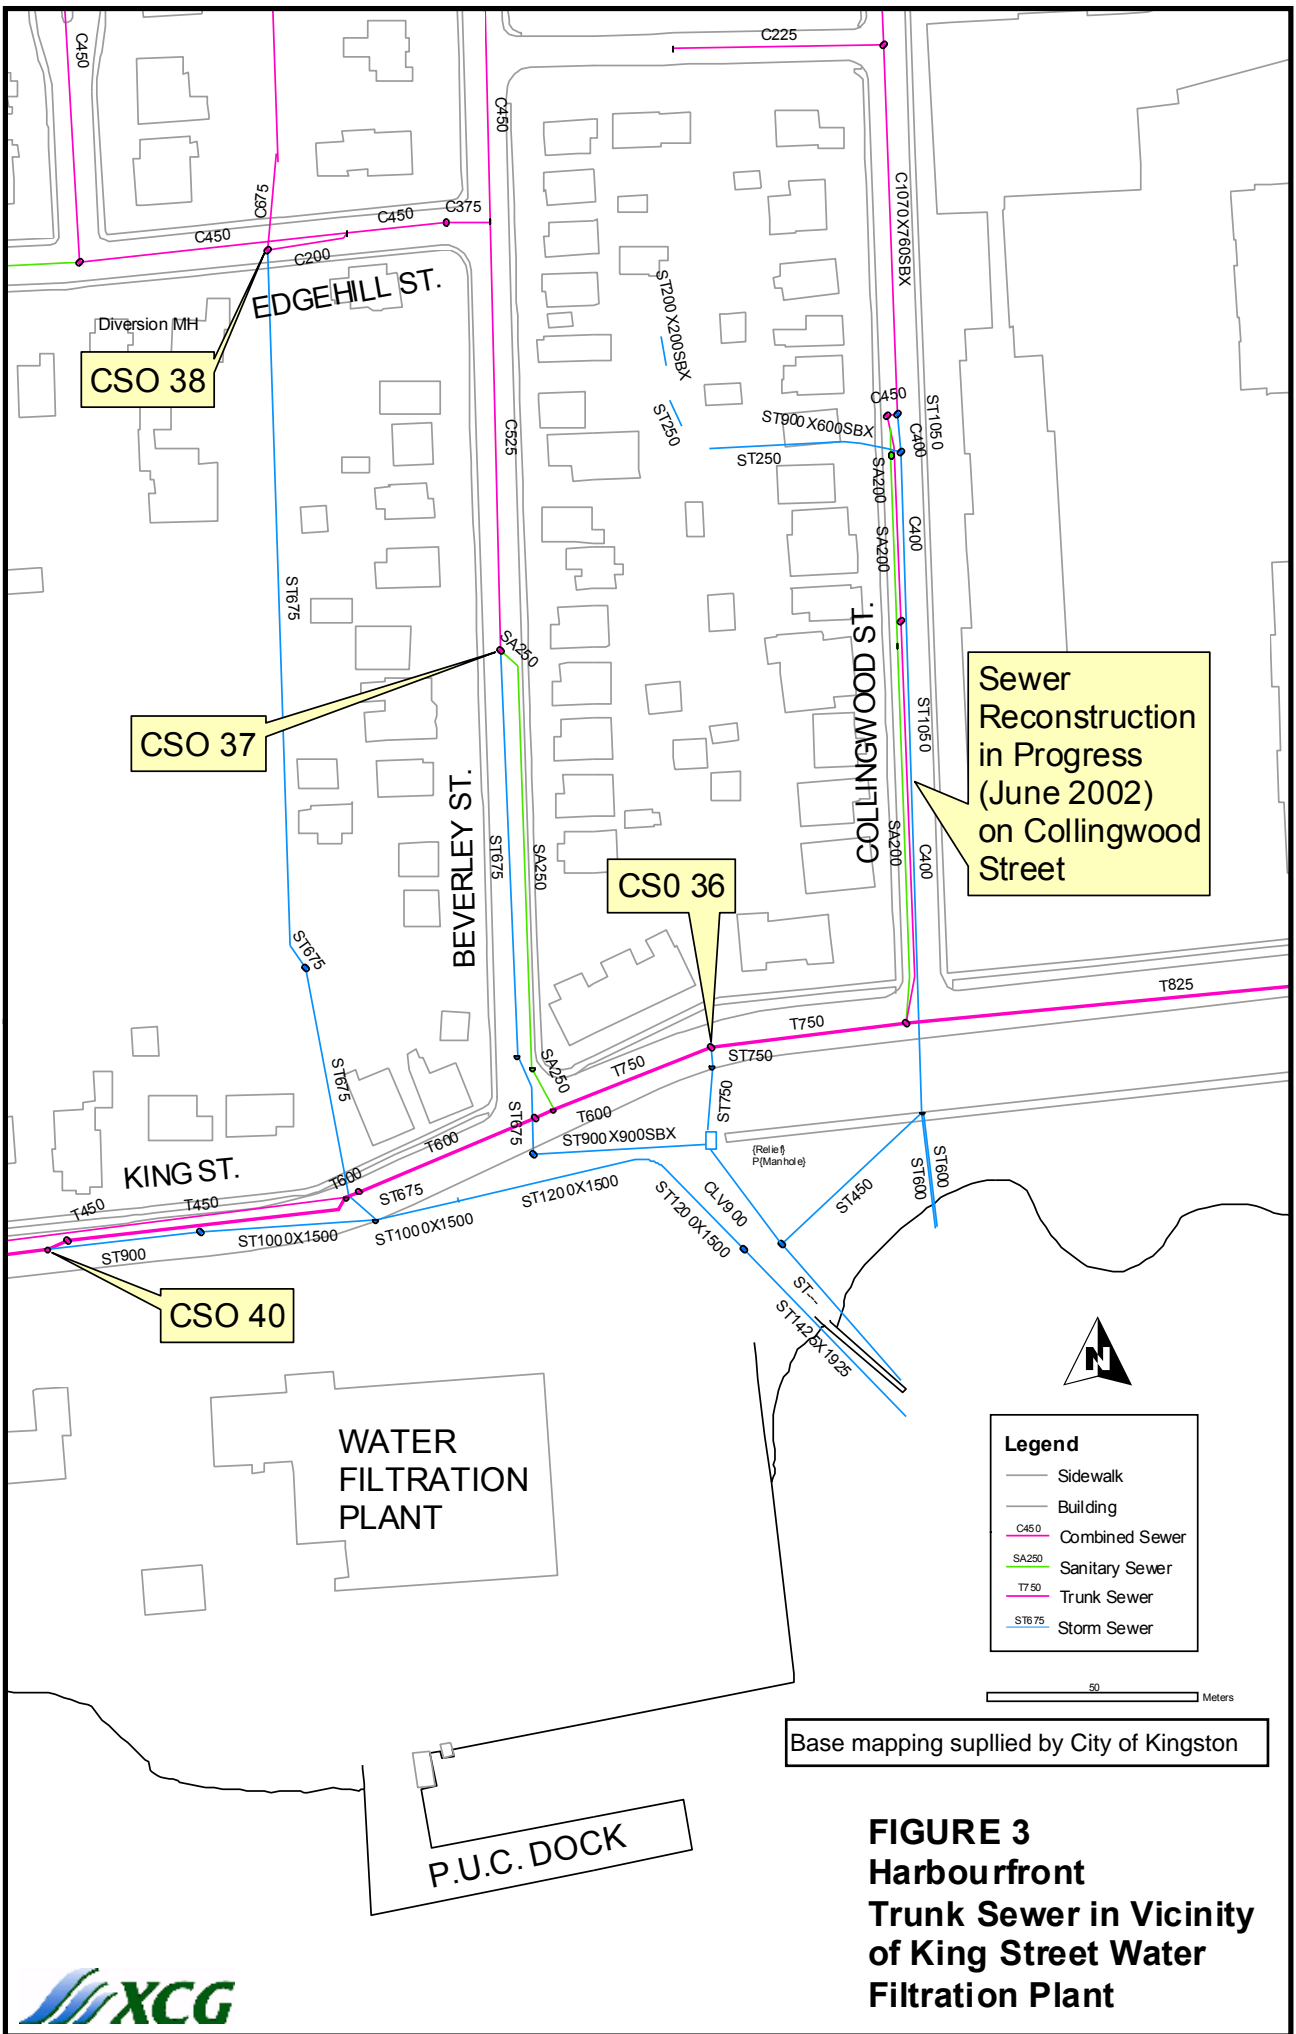 C225
C450
C450
C1070X760SBX
C675
C375
C450
C450
C200
EDGEHILL ST.
ST200X200SBX
Diversion MH
CSO 38
C450
ST1050
ST250
ST900X600SBX
C400
C525
ST250
SA200
SA200
C400
ST675
COLLINGWOOD ST.
SA250
Sewer
Reconstruction
in Progress
(June 2002)
on Collingwood
Street
CSO 37
ST1050
BEVERLEY ST.
ST675
SA250
SA200
C400
CS0 36
ST675
T825
T750
ST750
T750
SA250
ST675
ST750
T600
ST675
ST900X900SBX
T600
{Relief}
P{Manhole}
KING ST.
T600
ST675
ST1200X1500
ST1200X1500
CLV900
ST450
ST600
ST600
T450
T450
ST1000X1500
ST1000X1500
ST900
CSO 40
ST---
ST1425X1925
N
WATER
FILTRATION
PLANT
Legend
Sidewalk
Building
C450
Combined Sewer
SA250
Sanitary Sewer
T750
Trunk Sewer
ST675
Storm Sewer
50
Meters
Base mapping supllied by City of Kingston
P.U.C. DOCK
FIGURE 3
Harbourfront
Trunk Sewer in Vicinity
of King Street Water
Filtration Plant
XCG